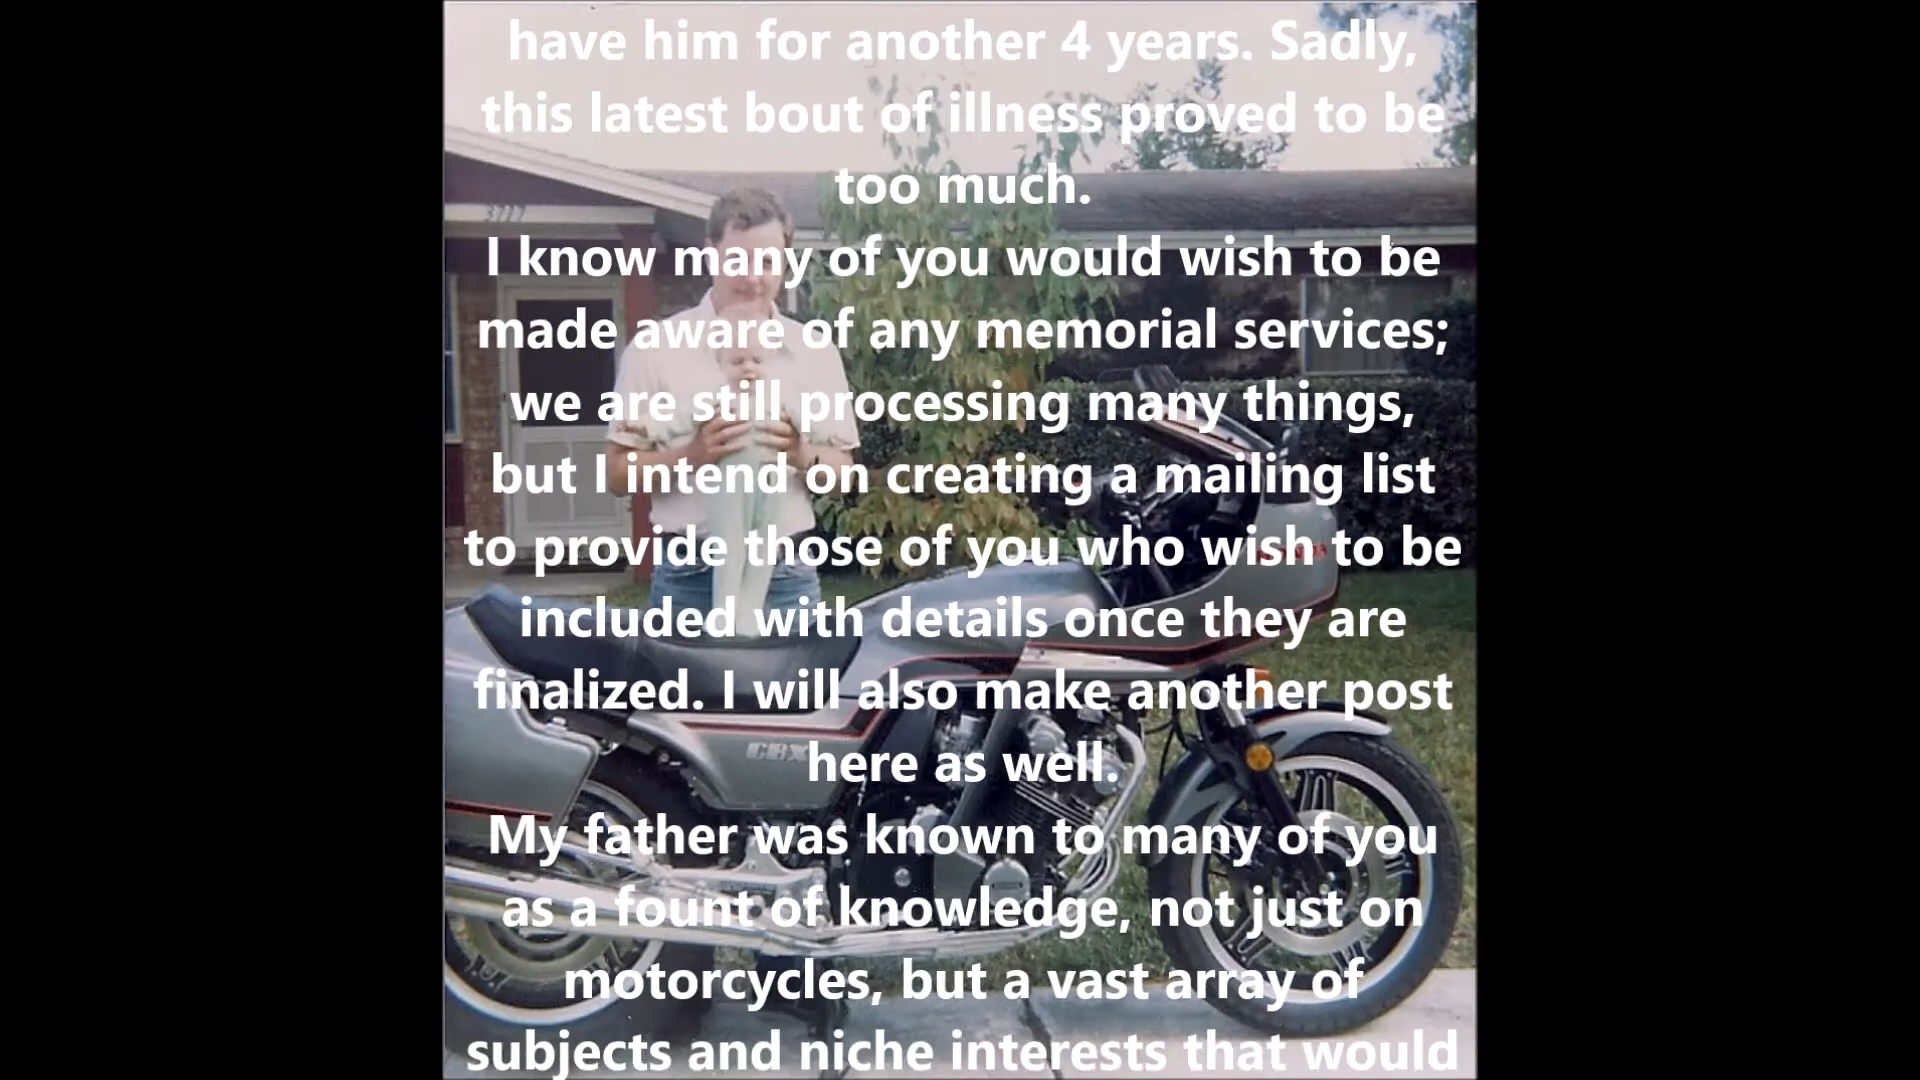 have him for another 4 years. Sadly,
this latest bout of illness proved to be
too much.
3717
I know many of you would wish to be
made aware of any memorial services;
we are still processing many things,
but I intend on creating a mailing list
to provide those of you who wish to be
HONDA
included with details once they are
finalized. I will also make another post
CBX
here as well.
My father was known to many of you
as a fount of knowledge, not just on
motorcycles, but a vast array of
subjects and niche interests that would